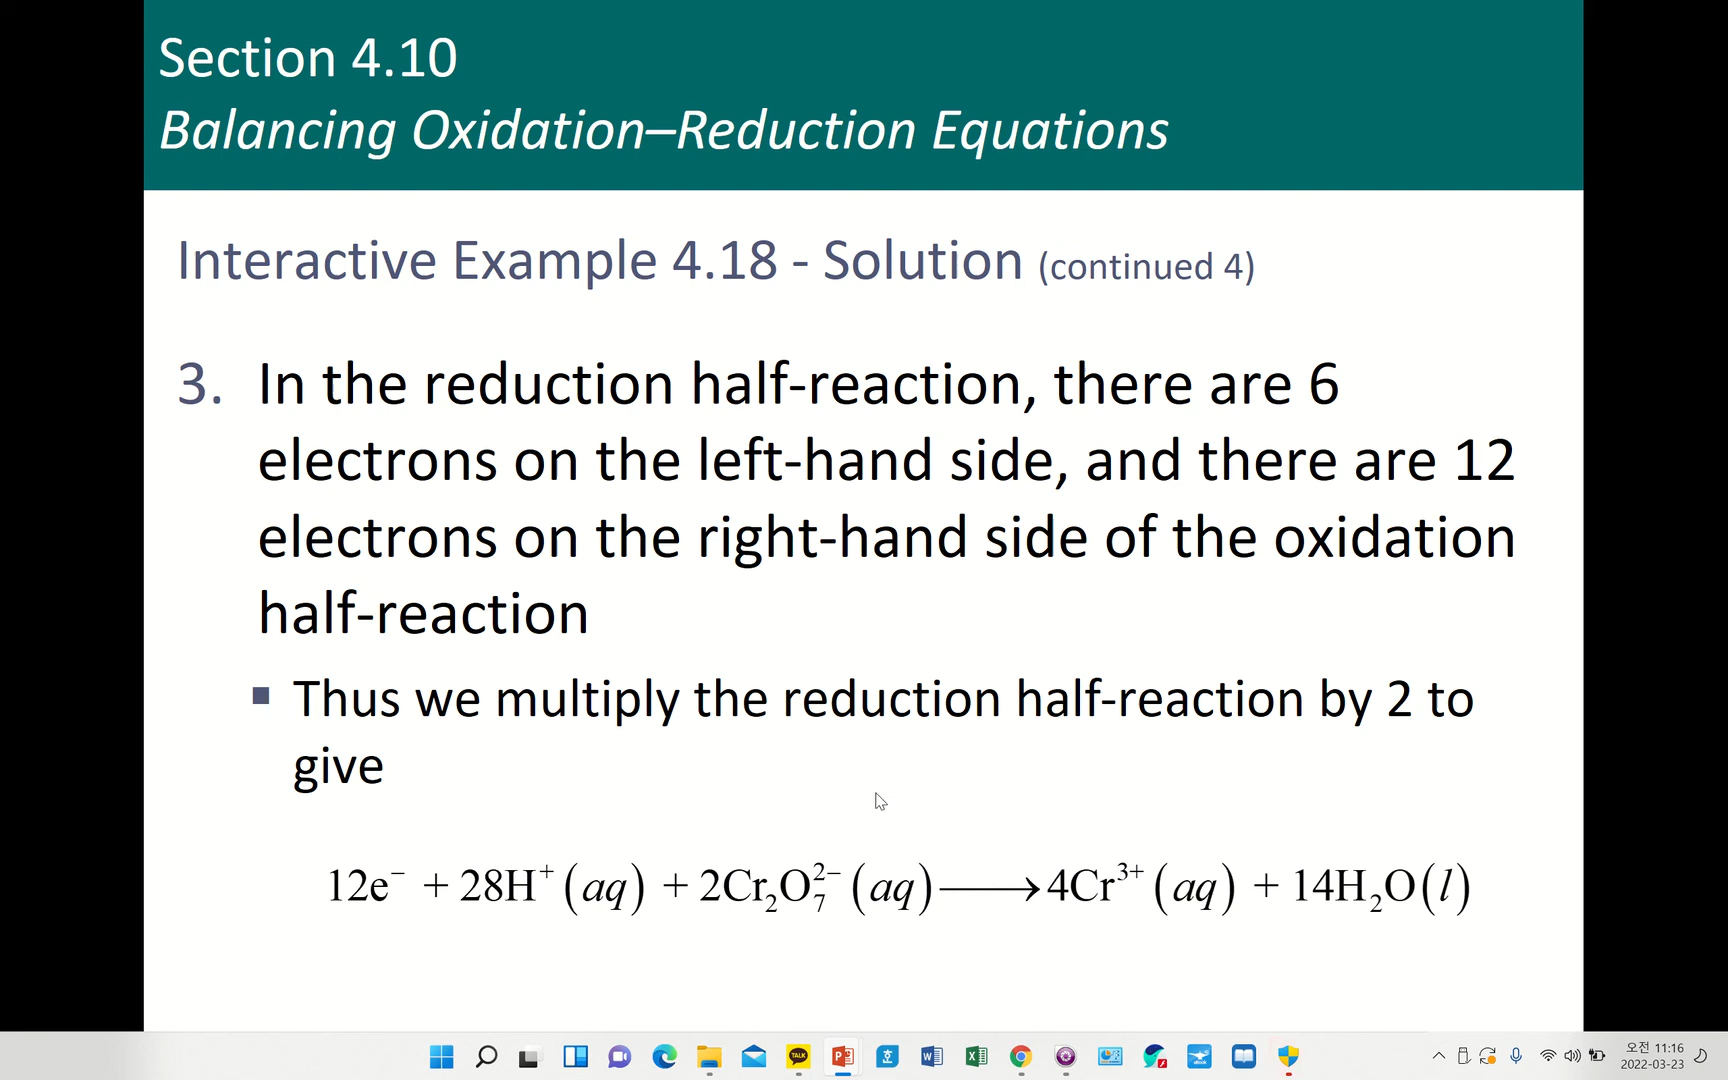 Section 4.10
Balancing Oxidation–Reduction Equations
Interactive Example 4.18 - Solution (continued 4)
3. In the reduction half-reaction, there are 6
electrons on the left-hand side, and there are 12
electrons on the right-hand side of the oxidation
half-reaction
▪ Thus we multiply the reduction half-reaction by 2 to
give
12e⁻ + 28H⁺(aq) + 2Cr₂O₇²⁻(aq) ⟶ 4Cr³⁺(aq) + 14H₂O(l)
TALK
오전 11:16
2022-03-23